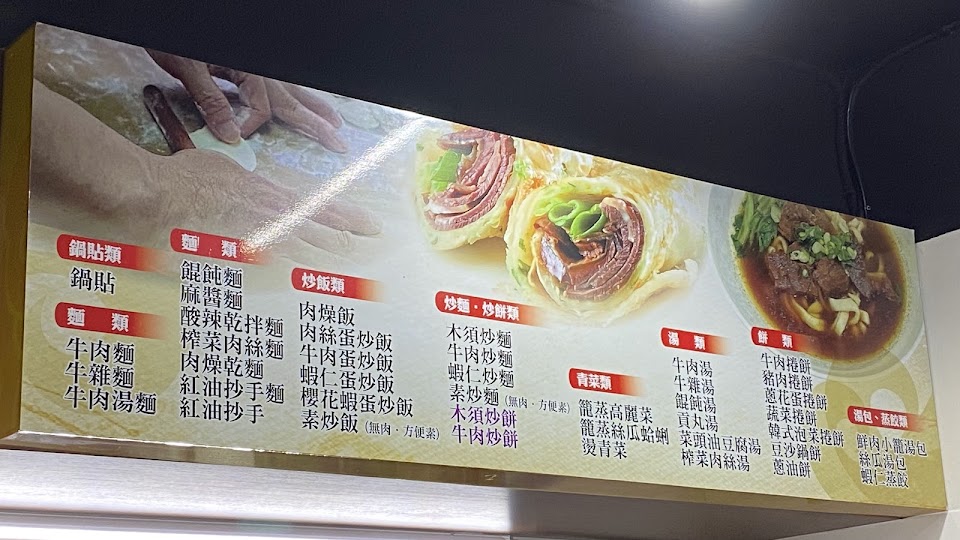 鍋貼類
鍋貼
麵 類
牛肉麵
牛雜麵
牛肉湯麵
麵 類
餛飩麵
麻醬麵
酸辣乾拌麵
榨菜肉絲麵
肉燥乾麵
紅油抄手麵
紅油抄手
炒飯類
肉燥飯
肉絲蛋炒飯
牛肉蛋炒飯
蝦仁蛋炒飯
櫻花蝦蛋炒飯
素炒飯(無肉・方便素)
炒麵・炒餅類
木須炒麵
牛肉炒麵
蝦仁炒麵
素炒麵(無肉・方便素)
木須炒餅
牛肉炒餅
青菜類
籠蒸高麗菜
籠蒸絲瓜蛤蜊
燙青菜
湯 類
牛肉湯
牛雜湯
餛飩湯
貢丸湯
菜頭油豆腐湯
榨菜肉絲湯
餅 類
牛肉捲餅
豬肉捲餅
蔥花蛋捲餅
蔬菜捲餅
韓式泡菜捲餅
豆沙鍋餅
蔥油餅
湯包、蒸餃類
鮮肉小籠湯包
絲瓜湯包
蝦仁蒸餃